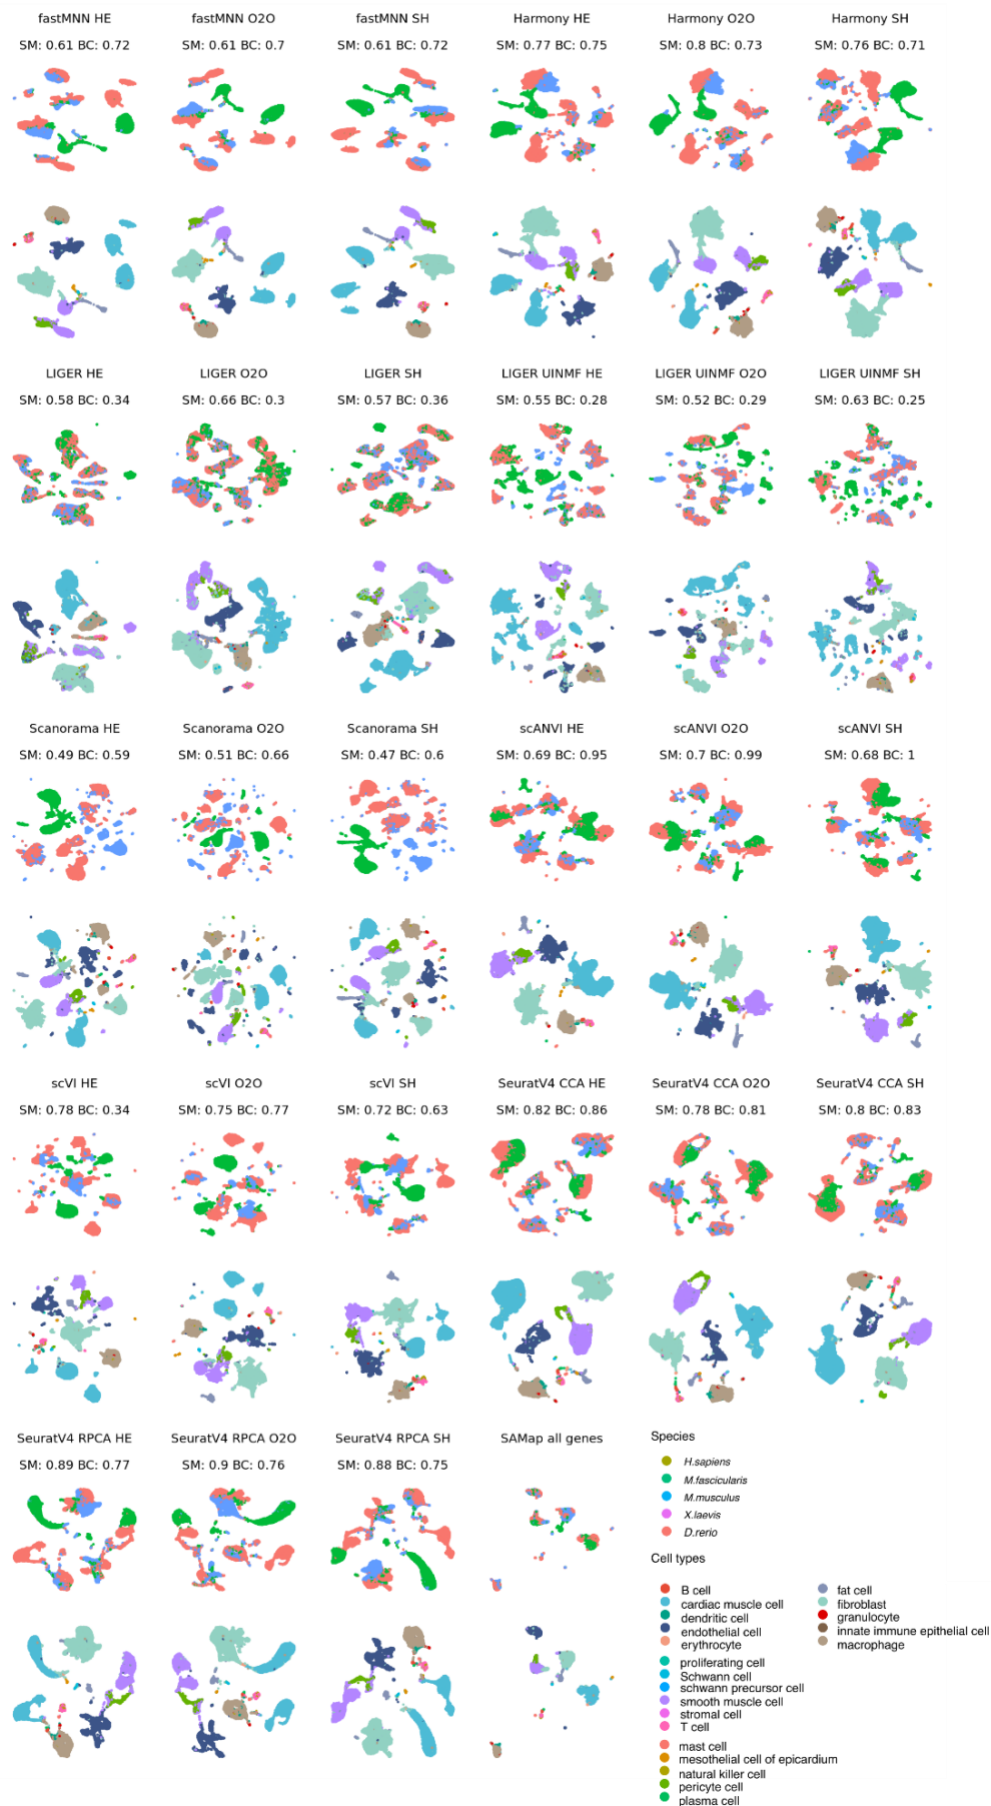 fastMNN HE fastMNN O2O fastMNN SH Harmony HE Harmony O2O Harmony SH
SM: 0.61 BC: 0.72 SM: 0.61 BC: 0.7 SM: 0.61 BC: 0.72 SM: 0.77 BC: 0.75 SM: 0.8 BC: 0.73 SM: 0.76 BC: 0.71
LIGER HE LIGER O2O LIGER SH LIGER UINMF HE LIGER UINMF O2O LIGER UINMF SH
SM: 0.58 BC: 0.34 SM: 0.66 BC: 0.3 SM: 0.57 BC: 0.36 SM: 0.55 BC: 0.28 SM: 0.52 BC: 0.29 SM: 0.63 BC: 0.25
Scanorama HE Scanorama O2O Scanorama SH scANVI HE scANVI O2O scANVI SH
SM: 0.49 BC: 0.59 SM: 0.51 BC: 0.66 SM: 0.47 BC: 0.6 SM: 0.69 BC: 0.95 SM: 0.7 BC: 0.99 SM: 0.68 BC: 1
scVI HE scVI O2O scVI SH SeuratV4 CCA HE SeuratV4 CCA O2O SeuratV4 CCA SH
SM: 0.78 BC: 0.34 SM: 0.75 BC: 0.77 SM: 0.72 BC: 0.63 SM: 0.82 BC: 0.86 SM: 0.78 BC: 0.81 SM: 0.8 BC: 0.83
SeuratV4 RPCA HE SeuratV4 RPCA O2O SeuratV4 RPCA SH SAMap all genes
SM: 0.89 BC: 0.77 SM: 0.9 BC: 0.76 SM: 0.88 BC: 0.75
Species
H.sapiens
M.fascicularis
M.musculus
X.laevis
D.rerio
Cell types
B cell
cardiac muscle cell
dendritic cell
endothelial cell
erythrocyte
proliferating cell
Schwann cell
schwann precursor cell
smooth muscle cell
stromal cell
T cell
mast cell
mesothelial cell of epicardium
natural killer cell
pericyte cell
plasma cell
fat cell
fibroblast
granulocyte
innate immune epithelial cell
macrophage